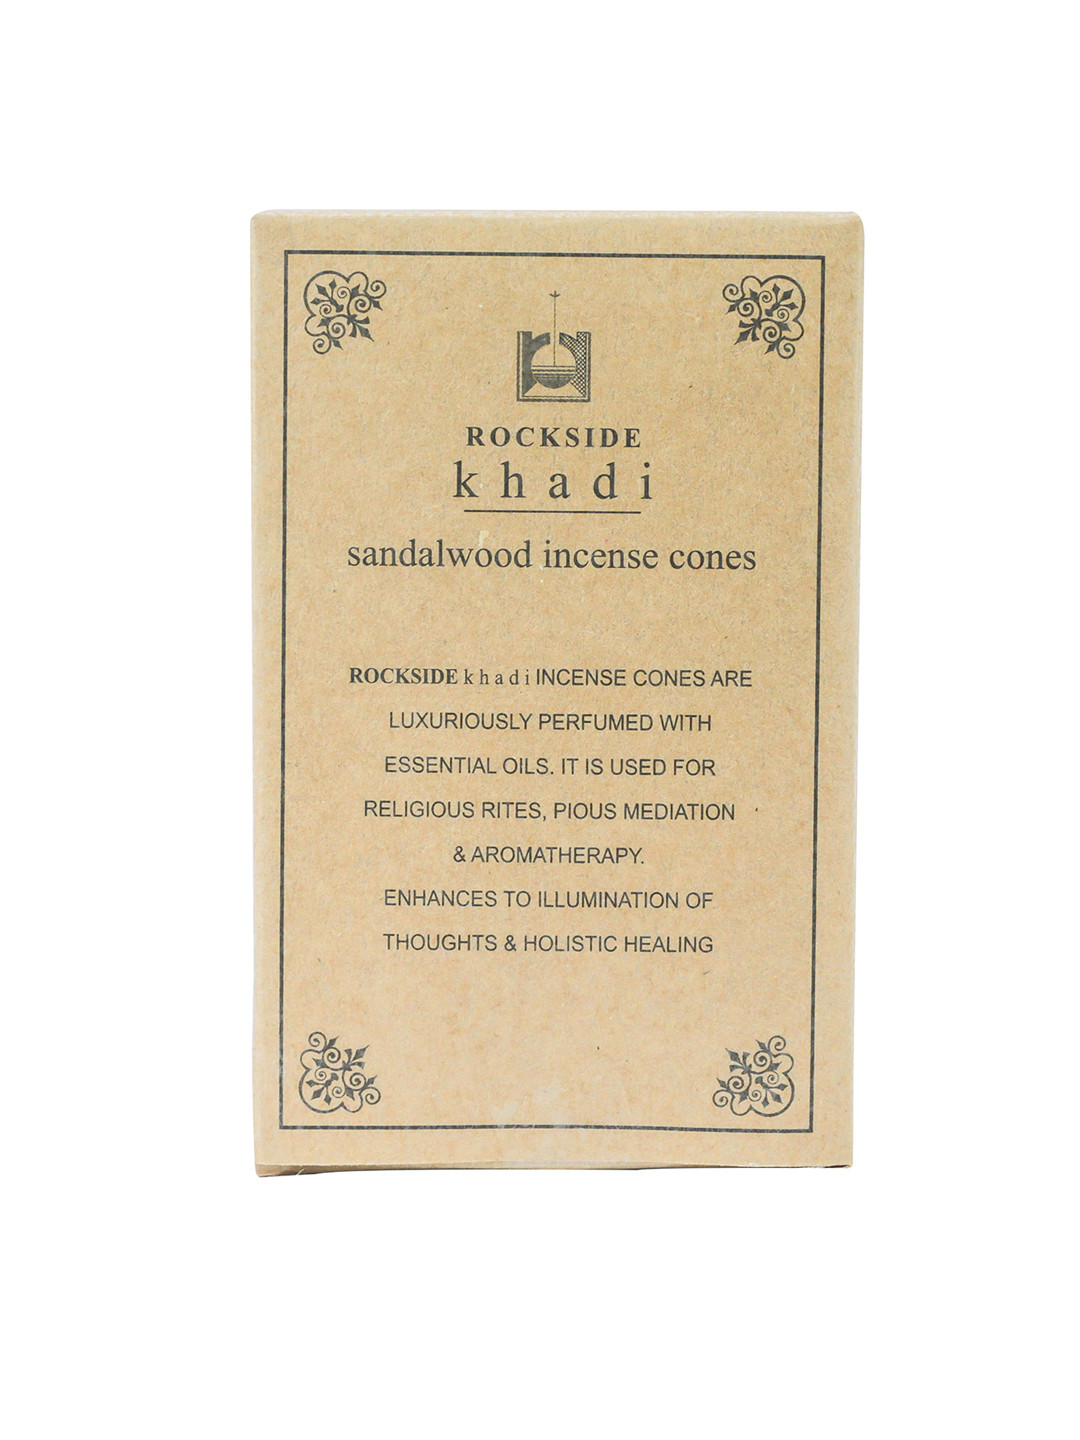 ROCKSIDE
khadi
sandalwood incense cones
ROCKSIDE khadi INCENSE CONES ARE
LUXURIOUSLY PERFUMED WITH
ESSENTIAL OILS. IT IS USED FOR
RELIGIOUS RITES, PIOUS MEDIATION
& AROMATHERAPY.
ENHANCES TO ILLUMINATION OF
THOUGHTS & HOLISTIC HEALING